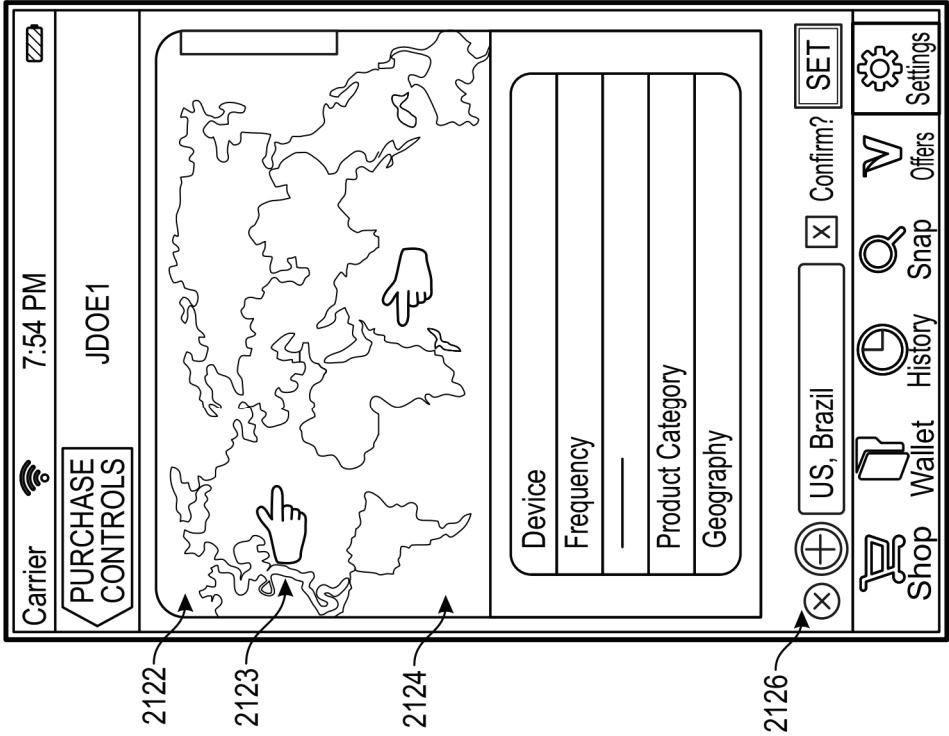 Carrier 7:54 PM
PURCHASE
CONTROLS
JDOE1
2122
2123
2124
Device
Frequency
—
Product Category
Geography
2126
US, Brazil
X Confirm?
SET
Shop
Wallet
History
Snap
Offers
Settings